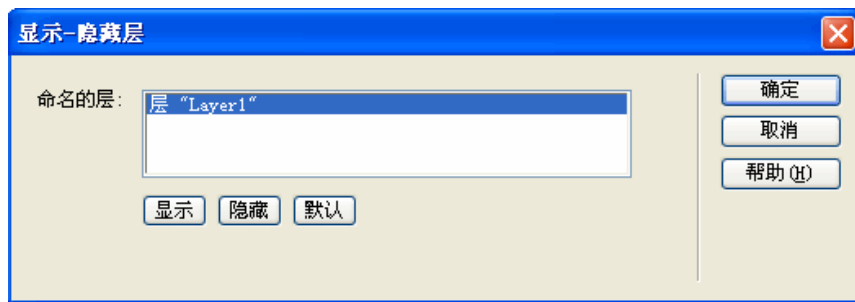 显示-隐藏层
命名的层:
层 "Layer1"
显示 隐藏 默认
确定
取消
帮助(H)